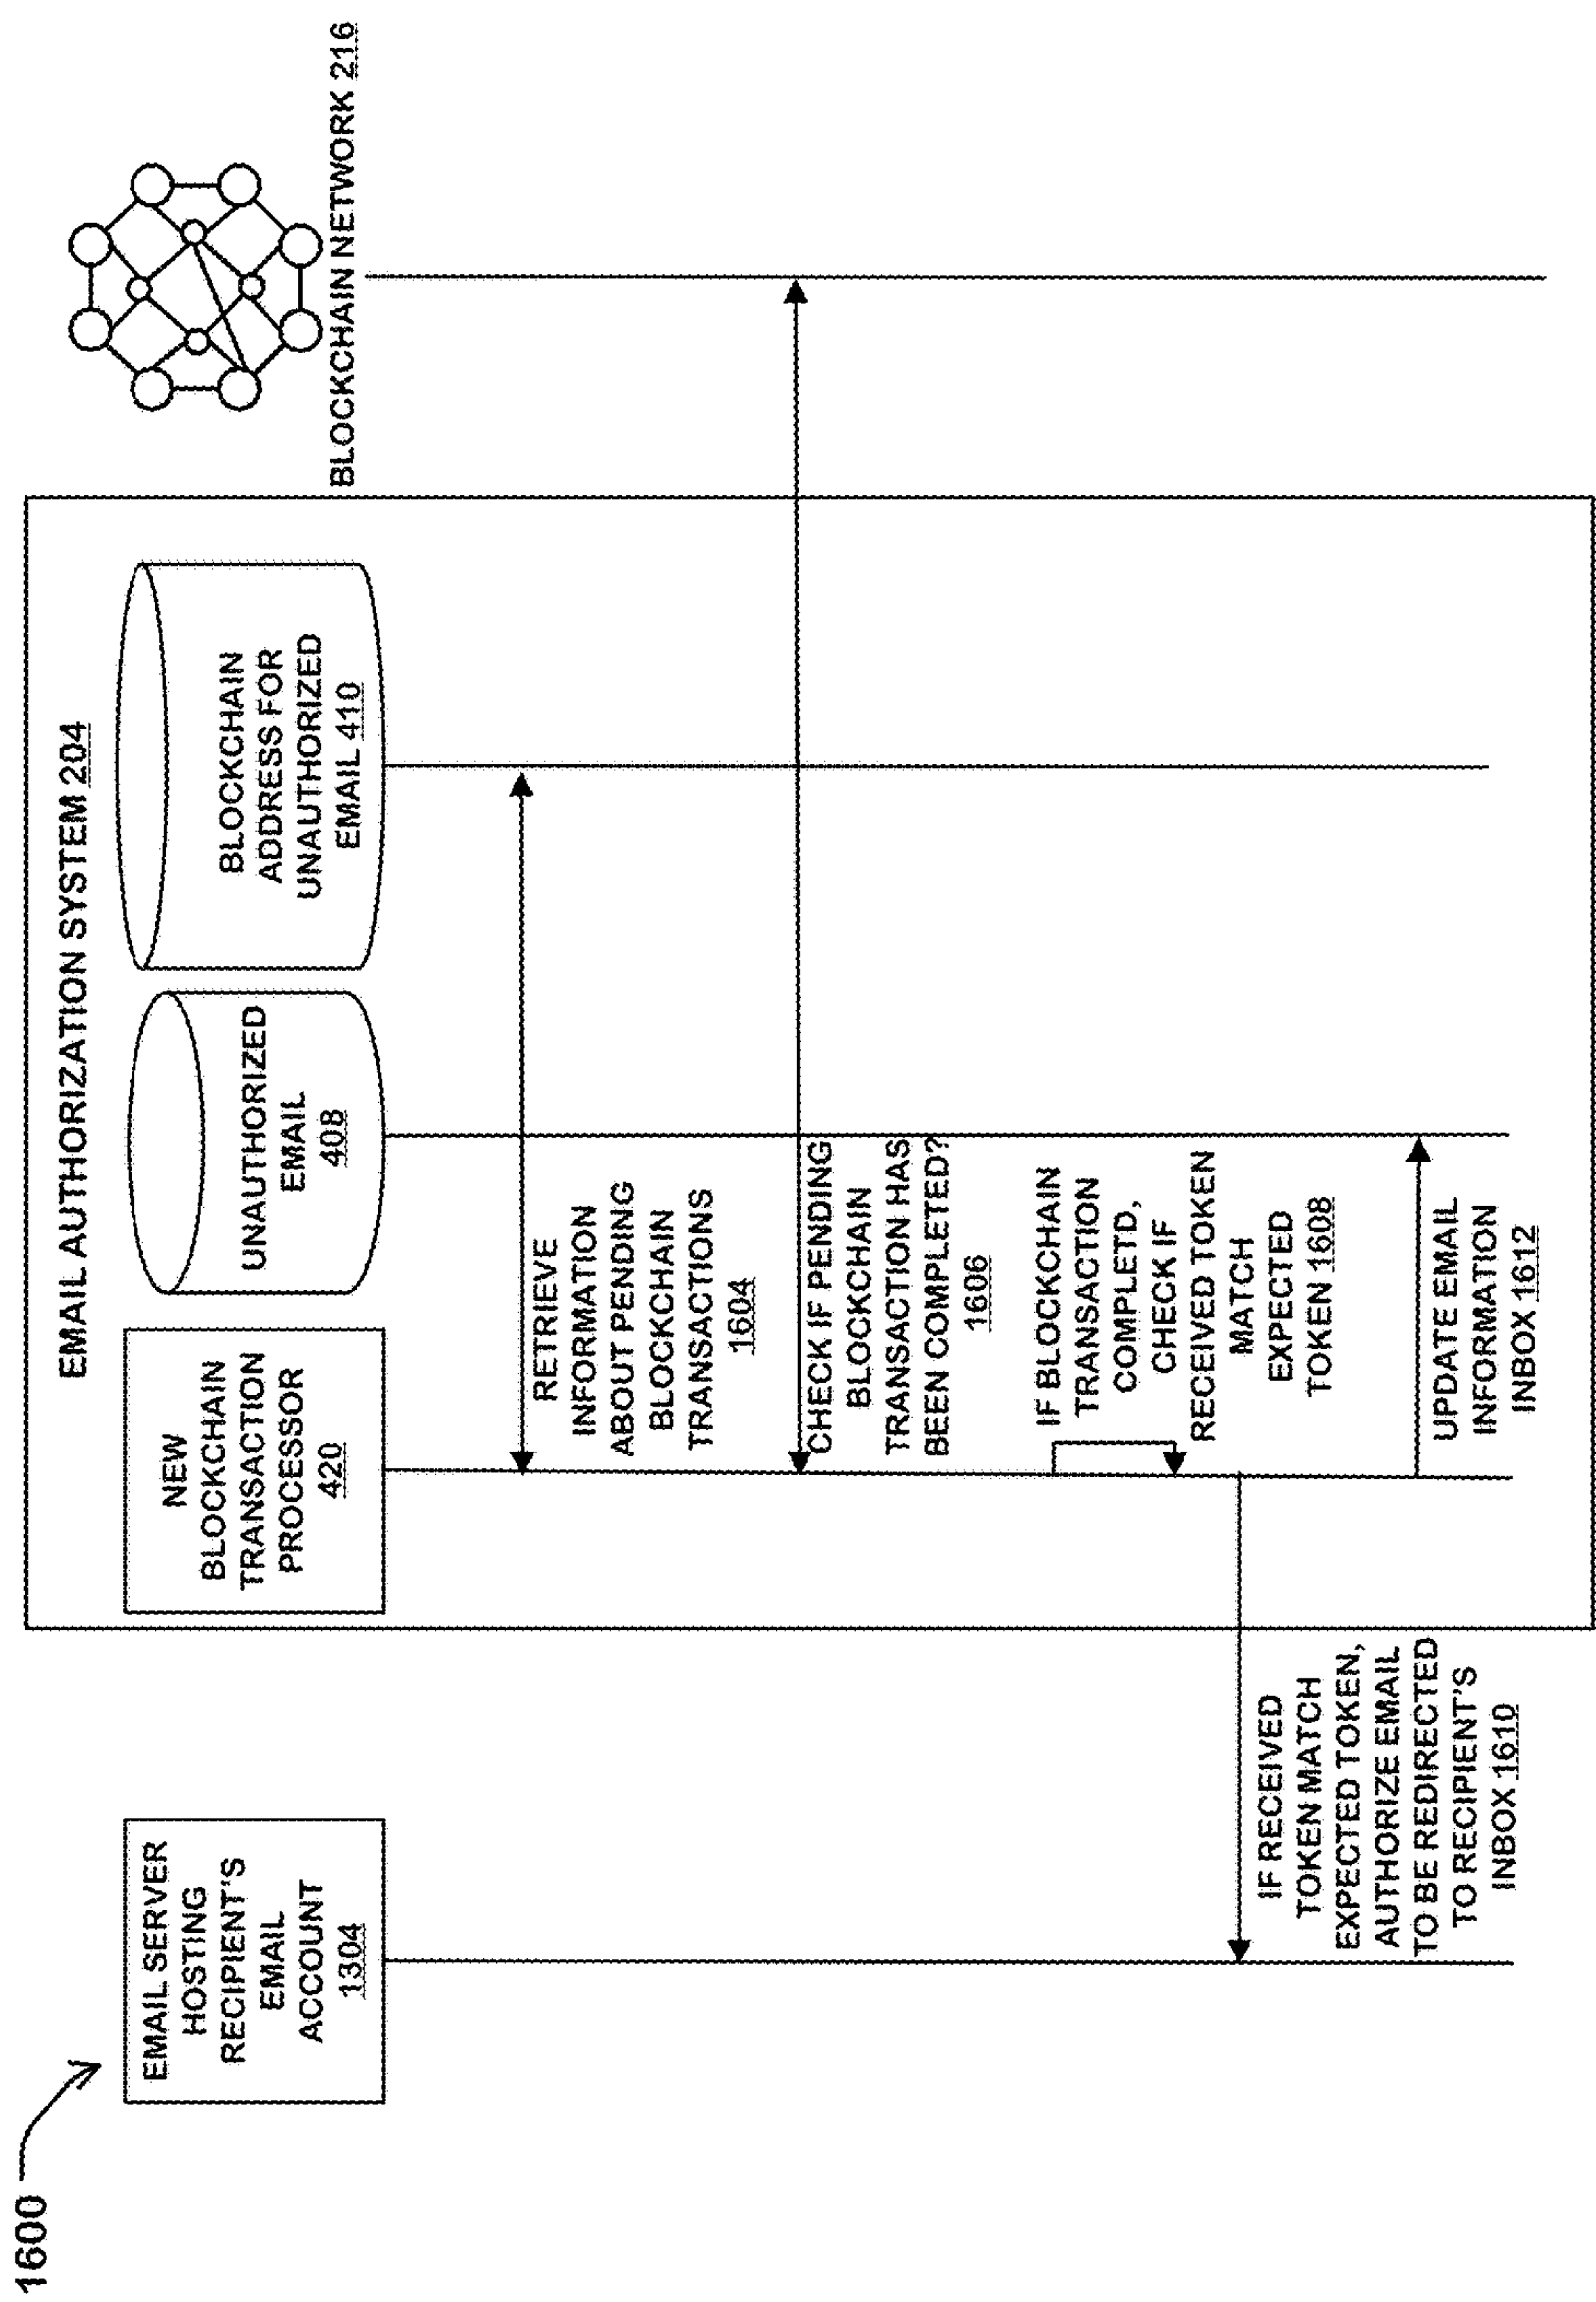 1600
EMAIL SERVER
HOSTING
RECIPIENT'S
EMAIL
ACCOUNT
1304
EMAIL AUTHORIZATION SYSTEM 204
NEW
BLOCKCHAIN
TRANSACTION
PROCESSOR
420
UNAUTHORIZED
EMAIL
408
BLOCKCHAIN
ADDRESS FOR
UNAUTHORIZED
EMAIL 410
BLOCKCHAIN NETWORK 216
RETRIEVE
INFORMATION
ABOUT PENDING
BLOCKCHAIN
TRANSACTIONS
1604
CHECK IF PENDING
BLOCKCHAIN
TRANSACTION HAS
BEEN COMPLETED?
1606
IF BLOCKCHAIN
TRANSACTION
COMPLETD,
CHECK IF
RECEIVED TOKEN
MATCH
EXPECTED
TOKEN 1608
IF RECEIVED
TOKEN MATCH
EXPECTED TOKEN,
AUTHORIZE EMAIL
TO BE REDIRECTED
TO RECIPIENT'S
INBOX 1610
UPDATE EMAIL
INFORMATION
INBOX 1612